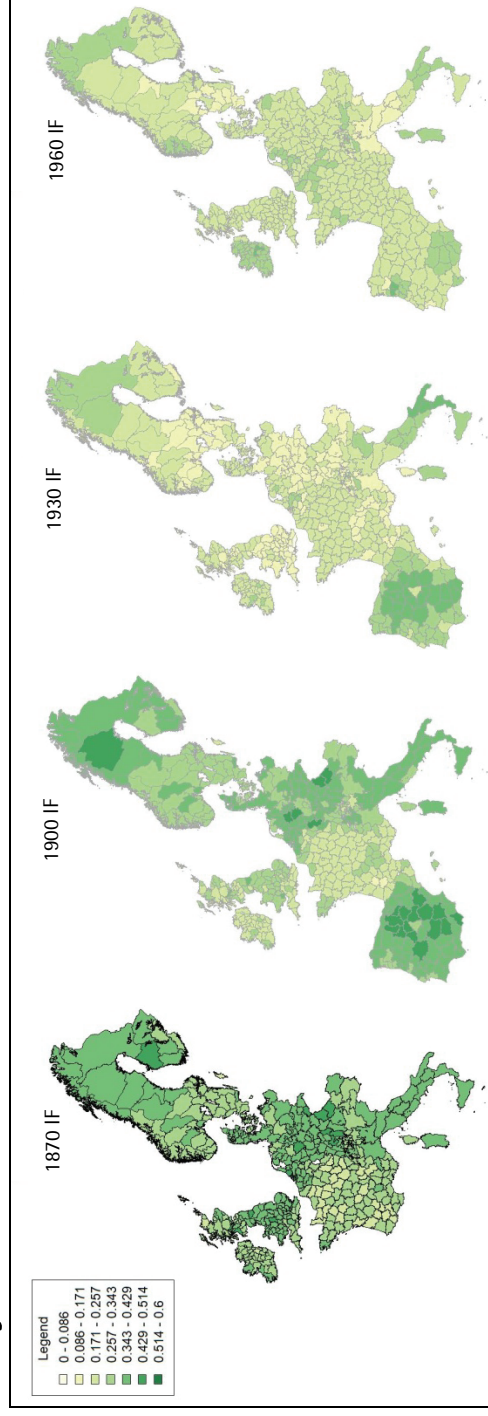 Legend
0 - 0.086
0.086 - 0.171
0.171 - 0.257
0.257 - 0.343
0.343 - 0.429
0.429 - 0.514
0.514 - 0.6
1870 IF
1900 IF
1930 IF
1960 IF